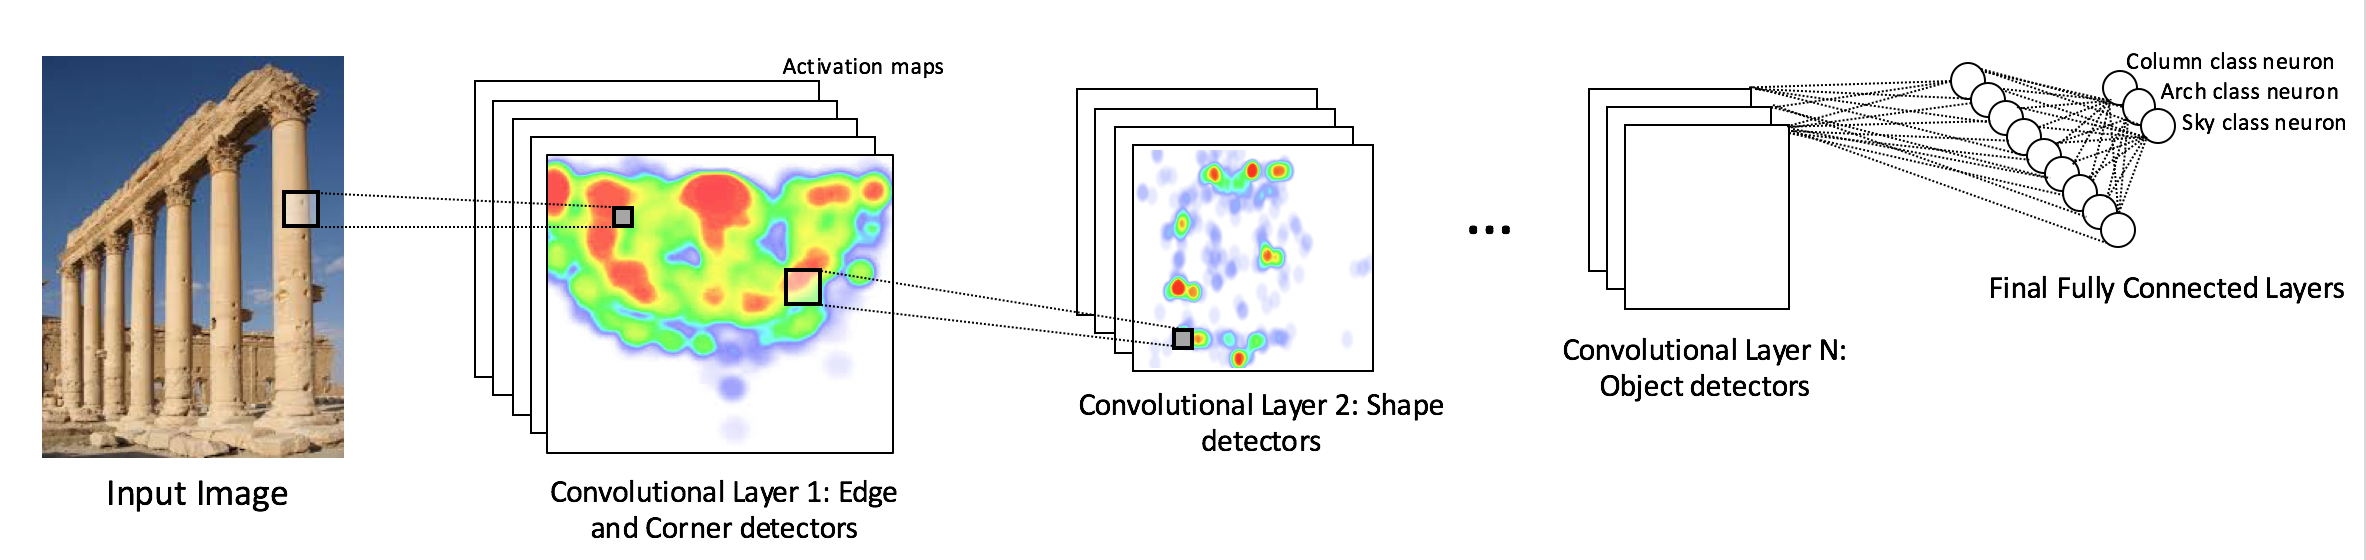 Input Image
Activation maps
Convolutional Layer 1: Edge
and Corner detectors
Convolutional Layer 2: Shape
detectors
...
Convolutional Layer N:
Object detectors
Column class neuron
Arch class neuron
Sky class neuron
Final Fully Connected Layers